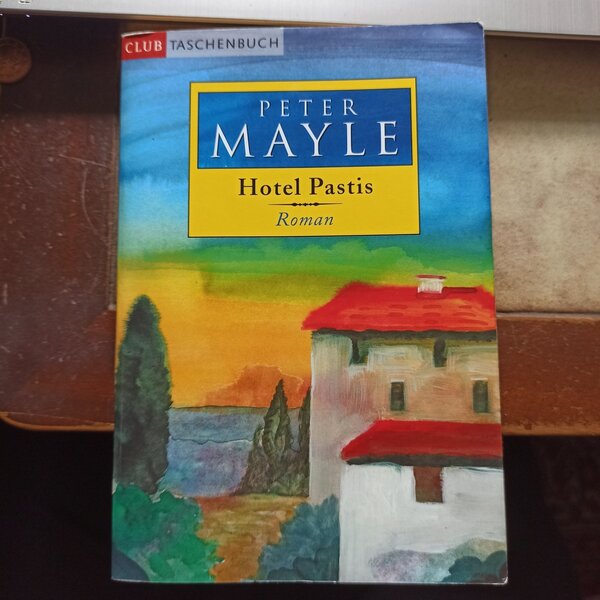 CLUB TASCHENBUCH
PETER
MAYLE
Hotel Pastis
Roman